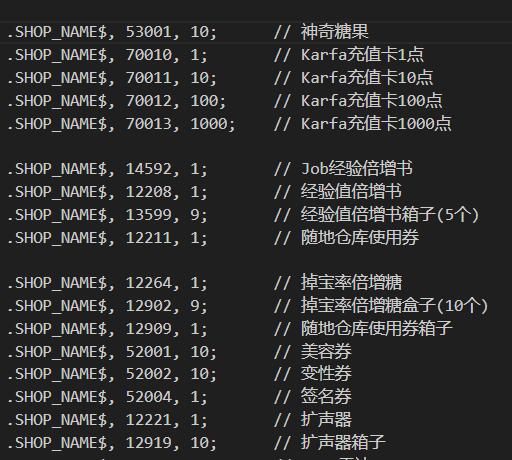 .SHOP_NAME$, 53001, 10; // 神奇糖果
.SHOP_NAME$, 70010, 1; // Karfa充值卡1点
.SHOP_NAME$, 70011, 10; // Karfa充值卡10点
.SHOP_NAME$, 70012, 100; // Karfa充值卡100点
.SHOP_NAME$, 70013, 1000; // Karfa充值卡1000点
.SHOP_NAME$, 14592, 1; // Job经验倍增书
.SHOP_NAME$, 12208, 1; // 经验值倍增书
.SHOP_NAME$, 13599, 9; // 经验值倍增书箱子(5个)
.SHOP_NAME$, 12211, 1; // 随地仓库使用券
.SHOP_NAME$, 12264, 1; // 掉宝率倍增糖
.SHOP_NAME$, 12902, 9; // 掉宝率倍增糖盒子(10个)
.SHOP_NAME$, 12909, 1; // 随地仓库使用券箱子
.SHOP_NAME$, 52001, 10; // 美容券
.SHOP_NAME$, 52002, 10; // 变性券
.SHOP_NAME$, 52004, 1; // 签名券
.SHOP_NAME$, 12221, 1; // 扩声器
.SHOP_NAME$, 12919, 10; // 扩声器箱子